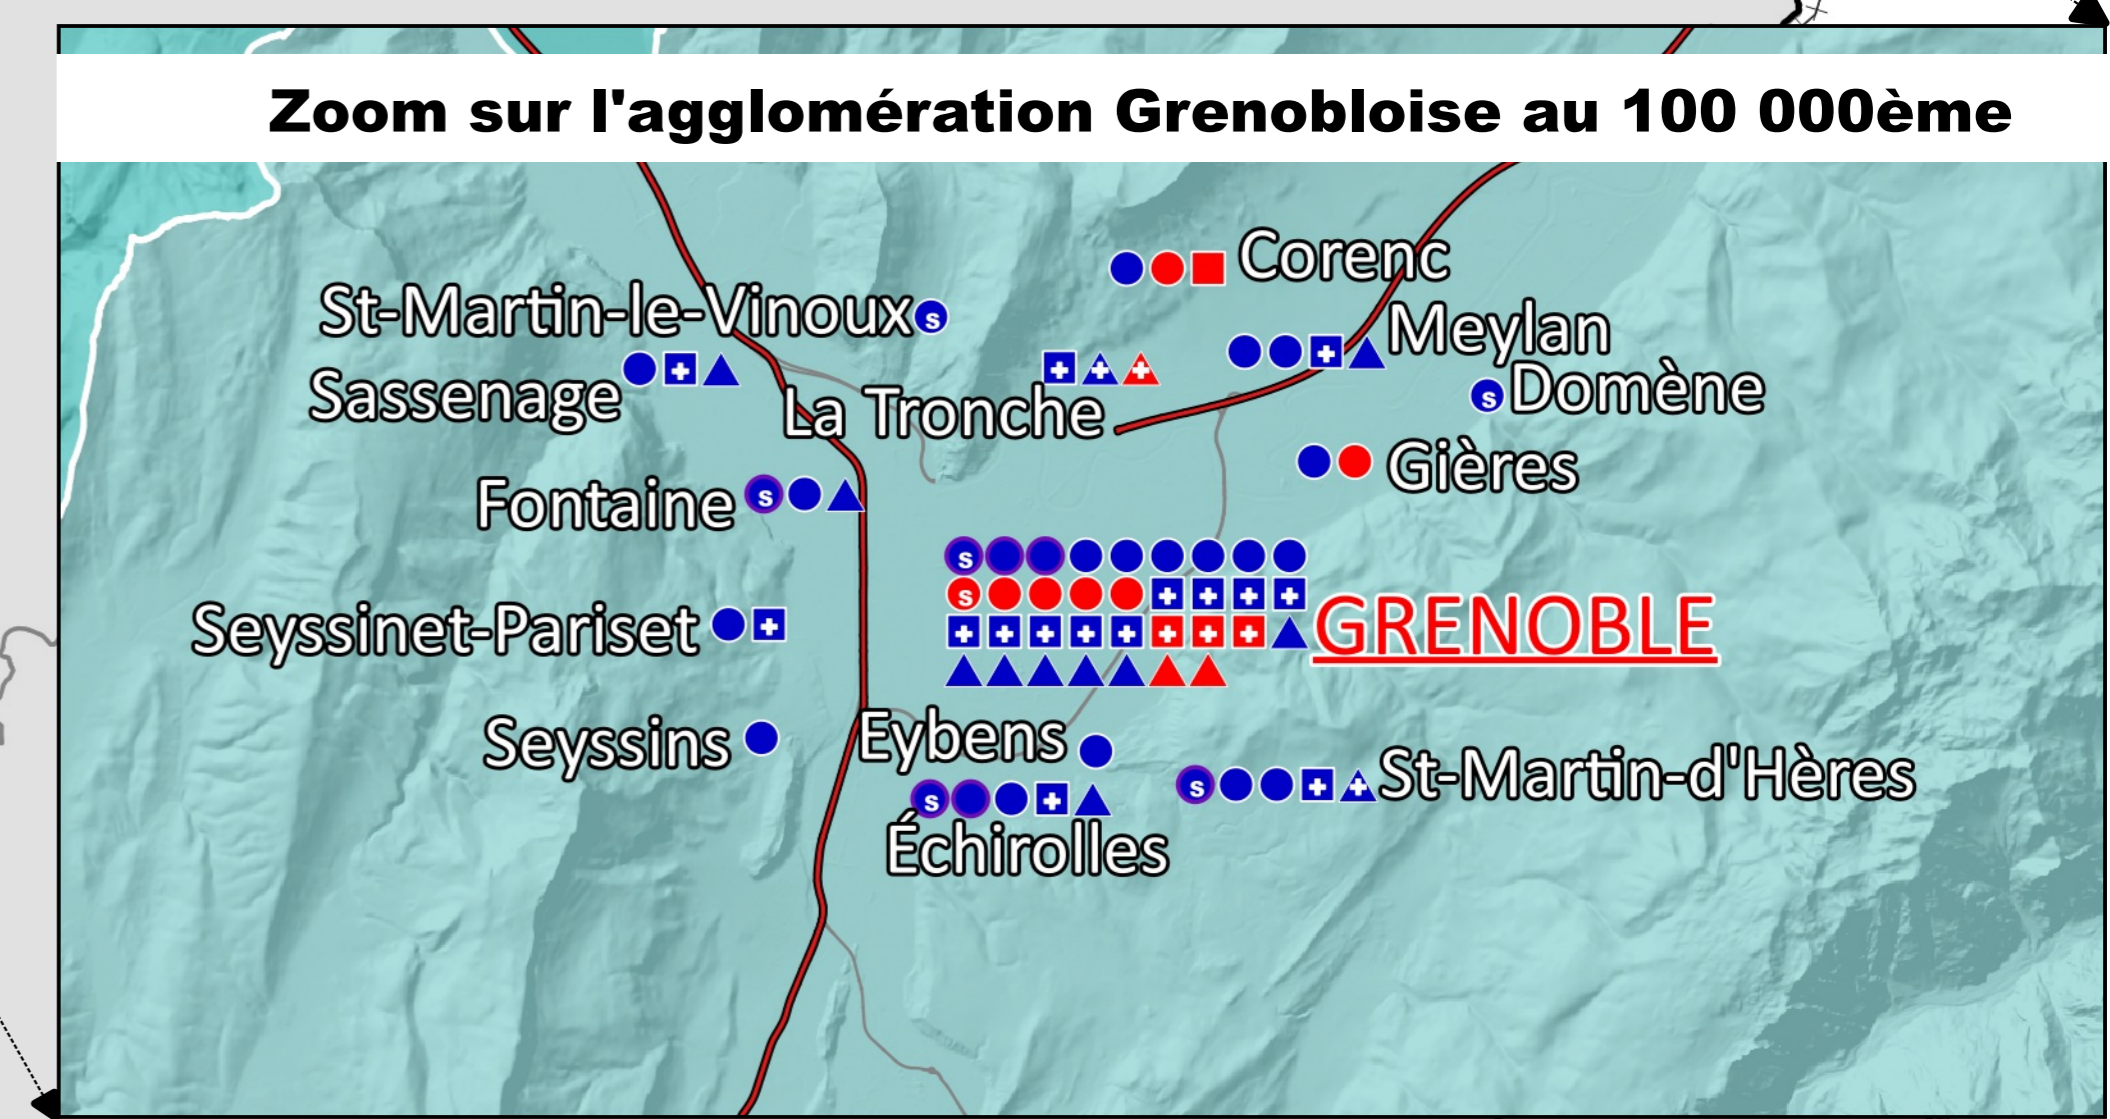 Zoom sur l'agglomération Grenobloise au 100 000ème
Corenc
St-Martin-le-Vinoux s
Meylan
Sassenage
La Tronche
s Domène
Fontaine s
Gières
s
s
GRENOBLE
Seyssinet-Pariset
Seyssins
Eybens
s St-Martin-d'Hères
s
Échirolles